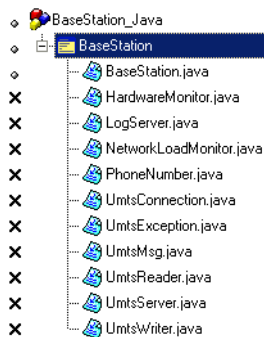 BaseStation_Java
BaseStation
BaseStation.java
HardwareMonitor.java
LogServer.java
NetworkLoadMonitor.java
PhoneNumber.java
UmtsConnection.java
UmtsException.java
UmtsMsg.java
UmtsReader.java
UmtsServer.java
UmtsWriter.java